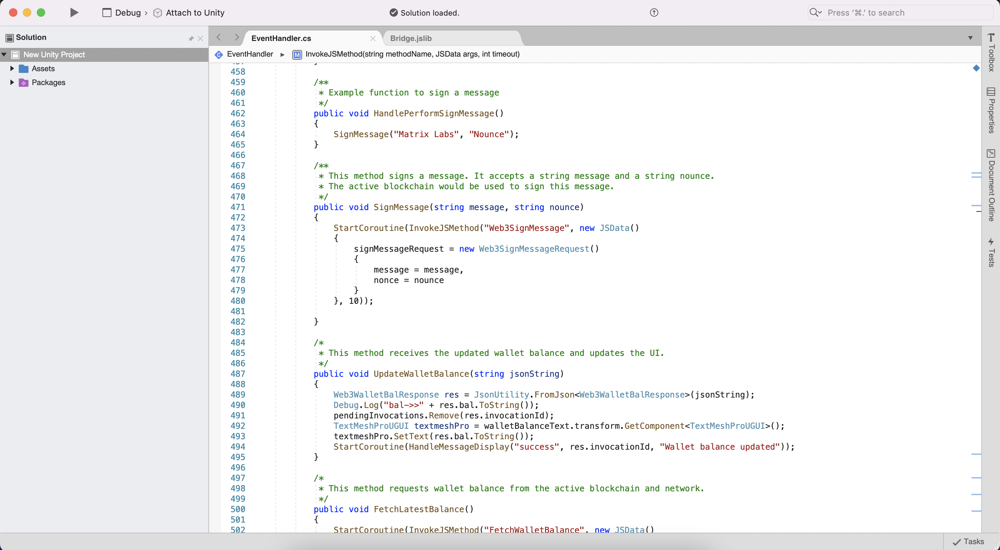 Debug › Attach to Unity
Solution loaded.
Press ‘⌘.’ to search
Solution
New Unity Project
Assets
Packages
EventHandler.cs
Bridge.jslib
EventHandler ▸ M InvokeJSMethod(string methodName, JSData args, int timeout)
458
459 /**
460 * Example function to sign a message
461 */
462 public void HandlePerformSignMessage()
463 {
464 SignMessage("Matrix Labs", "Nounce");
465 }
466
467 /**
468 * This method signs a message. It accepts a string message and a string nounce.
469 * The active blockchain would be used to sign this message.
470 */
471 public void SignMessage(string message, string nounce)
472 {
473 StartCoroutine(InvokeJSMethod("Web3SignMessage", new JSData()
474 {
475 signMessageRequest = new Web3SignMessageRequest()
476 {
477 message = message,
478 nonce = nounce
479 }
480 }, 10));
481
482 }
483
484 /*
485 * This method receives the updated wallet balance and updates the UI.
486 */
487 public void UpdateWalletBalance(string jsonString)
488 {
489 Web3WalletBalResponse res = JsonUtility.FromJson<Web3WalletBalResponse>(jsonString);
490 Debug.Log("bal->>" + res.bal.ToString());
491 pendingInvocations.Remove(res.invocationId);
492 TextMeshProUGUI textmeshPro = walletBalanceText.transform.GetComponent<TextMeshProUGUI>();
493 textmeshPro.SetText(res.bal.ToString());
494 StartCoroutine(HandleMessageDisplay("success", res.invocationId, "Wallet balance updated"));
495 }
496
497 /*
498 * This method requests wallet balance from the active blockchain and network.
499 */
500 public void FetchLatestBalance()
501 {
502 StartCoroutine(InvokeJSMethod("FetchWalletBalance", new JSData()
Toolbox
Properties
Document Outline
Tests
Tasks